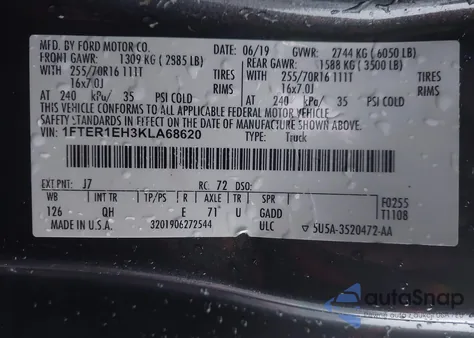 MFD. BY FORD MOTOR CO.
DATE: 06/19 GVWR: 2744 KG (6050 LB)
FRONT GAWR: 1309 KG (2985 LB) REAR GAWR: 1588 KG (3500 LB)
WITH 255/70R16 111T TIRES WITH 255/70R16 111T TIRES
16x7.0J RIMS 16x7.0J RIMS
AT 240 kPa/ 35 PSI COLD AT 240 kPa/ 35 PSI COLD
THIS VEHICLE CONFORMS TO ALL APPLICABLE FEDERAL MOTOR VEHICLE
SAFETY STANDARDS IN EFFECT ON THE
DATE OF MANUFACTURE SHOWN ABOVE.
VIN: 1FTER1EH3KLA68620 TYPE: Truck
EXT PNT: J7 RC: 72 DSO:
WB INT TR TP/PS R AXLE TR SPR
126 QH E 71 U GADD
F0255
T1108
MADE IN U.S.A. 3201906272544 ULC 5U5A-3520472-AA
autoSnap